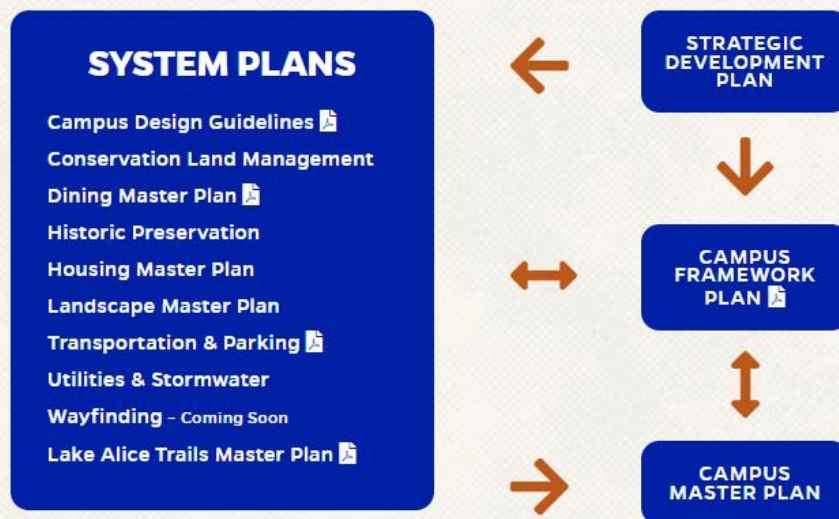 SYSTEM PLANS
Campus Design Guidelines
Conservation Land Management
Dining Master Plan
Historic Preservation
Housing Master Plan
Landscape Master Plan
Transportation & Parking
Utilities & Stormwater
Wayfinding – Coming Soon
Lake Alice Trails Master Plan
STRATEGIC
DEVELOPMENT
PLAN
CAMPUS
FRAMEWORK
PLAN
CAMPUS
MASTER PLAN